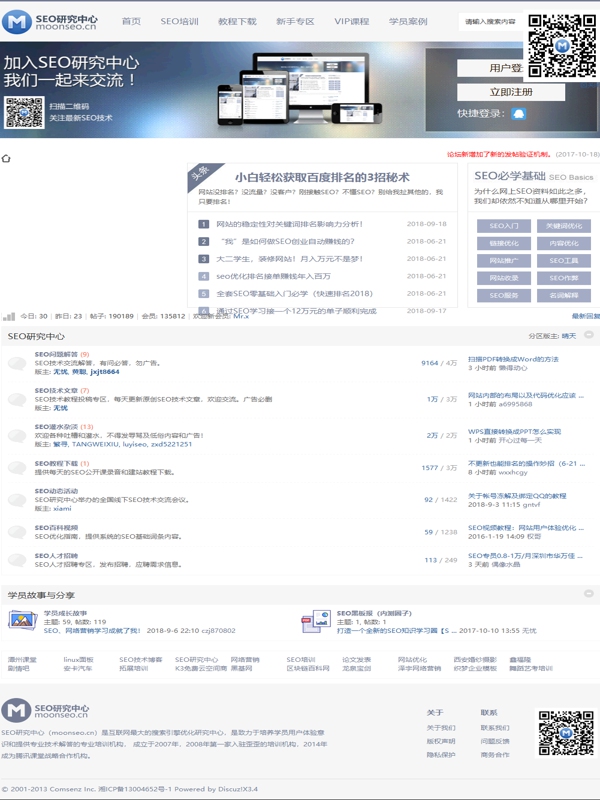 SEO研究中心
moonseo.cn
首页 SEO培训 教程下载 新手专区 VIP课程 学员案例
请输入搜索内容
加入SEO研究中心
我们一起来交流！
扫描二维码
关注最新SEO技术
用户登
立即注册
快捷登录：
论坛新增加了新的发帖验证机制。 (2017-10-18)
头条
小白轻松获取百度排名的3招秘术
网站没排名？没流量？没客户？刚接触SEO？不懂SEO？别给我扯其他的、我
只要排名！
1 网站的稳定性对关键词排名影响力分析！ 2018-09-18
2 “我”是如何做SEO创业自动赚钱的？ 2018-06-21
3 大二学生，装修网站！月入万元不是梦！ 2018-06-21
4 seo优化排名接单赚钱年入百万 2018-06-21
5 全套SEO零基础入门必学（快速排名2018） 2018-06-21
6 通过SEO学习接一个12万元的单子顺利完成 2018-09-17
SEO必学基础 SEO Basics
为什么网上SEO资料如此之多，
我们却依然不知道从哪里开始？
SEO入门 关键词优化
链接优化 内容优化
网站推广 SEO工具
网站收录 SEO作弊
SEO服务 名词解释
今日: 30 | 昨日: 23 | 帖子: 190189 | 会员: 135812 | 欢迎新会员: Mr.x
最新回复
SEO研究中心
分区版主: 晴天
SEO问题解答 (9)
SEO技术交流解答，有问必答，勿广告。
版主: 无忧, 黄聪, jxjt8664
9164 / 4万
扫描PDF转换成Word的方法
3 小时前 懒得动心
SEO技术文章 (7)
SEO技术教程投稿专区，每天更新原创SEO技术文章，欢迎交流。广告必删
版主: 无忧
1万 / 3万
网站内部的布局以及代码优化应该 ...
1 小时前 a6995868
SEO灌水杂谈 (13)
欢迎各种吐槽和灌水，不得发辱骂及低俗内容和广告！
版主: 繁寻, TANGWEIXIU, luyiseo, zxd5221251
2万 / 2万
WPS直接转换成PPT怎么实现
1 小时前 开心过每一天
SEO教程下载 (1)
提供每天的SEO公开课录音和建站教程下载。
1577 / 3万
不更新也能排名的操作妙招（6-21 ...
8 小时前 wxxhcgy
SEO动态活动
SEO研究中心举办的全国线下SEO技术交流会议。
版主: xiami
92 / 1422
关于帐号冻解及绑定QQ的教程
2018-9-3 11:15 gntvf
SEO百科视频
SEO优化指南，提供系统的SEO基础词条内容。
59 / 1238
SEO视频教程：网站用户体验优化 ...
2016-1-19 14:09 权哥
SEO人才招聘
SEO人才招聘专区，发布招聘，应聘需求信息。
113 / 249
SEO专员0.8-1万/月深圳市华万佳 ...
3 天前 偶像水晶
学员故事与分享
学员成长故事
主题: 59, 帖数: 119
SEO、网络营销学习成就了我！ 2018-9-6 22:10 czj870802
SEO黑板报（内测圈子）
主题: 1, 帖数: 1
打造一个全新的SEO知识学习篇【S ... 2017-10-10 13:55 无忧
潭州课堂 linux面板 SEO技术博客 SEO研究中心 网络营销 SEO培训 论文发表 网站优化 西安婚纱摄影 鑫福隆
剧情吧 安卡汽车 拓展培训 K3免费云空间商 黑基网 区块链百科网 龙泉宝剑 泽宇网络营销 织梦企业模板 舞蹈艺考培训
SEO研究中心
moonseo.cn
SEO研究中心（moonseo.cn）是互联网最大的搜索引擎优化研究中心，是致力于培养学员用户体验意
识和提供专业技术解答的专业培训机构，成立于2007年、2008年第一家入驻歪歪的培训机构、2014年
成为腾讯课堂战略合作机构。
关于 联系
关于我们 联系我们
版权声明 问题反馈
隐私保护 商务合作
© 2001-2013 Comsenz Inc. 湘ICP备13004652号-1 Powered by Discuz!X3.4